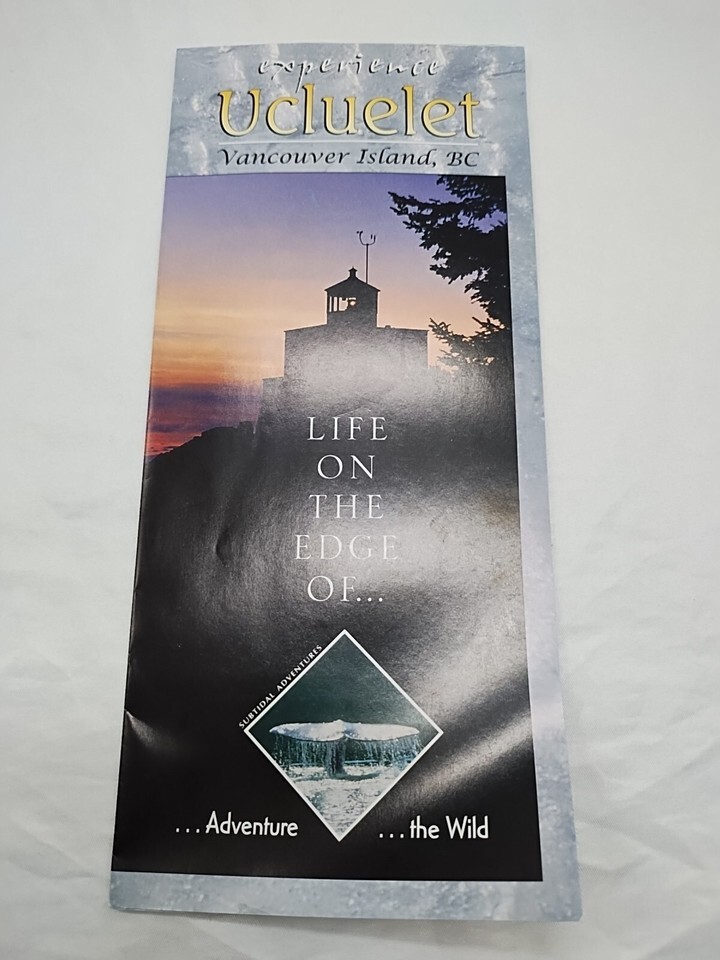 experience
Ucluelet
Vancouver Island, BC
LIFE
ON
THE
EDGE
OF...
SUBTIDAL ADVENTURES
...Adventure
...the Wild